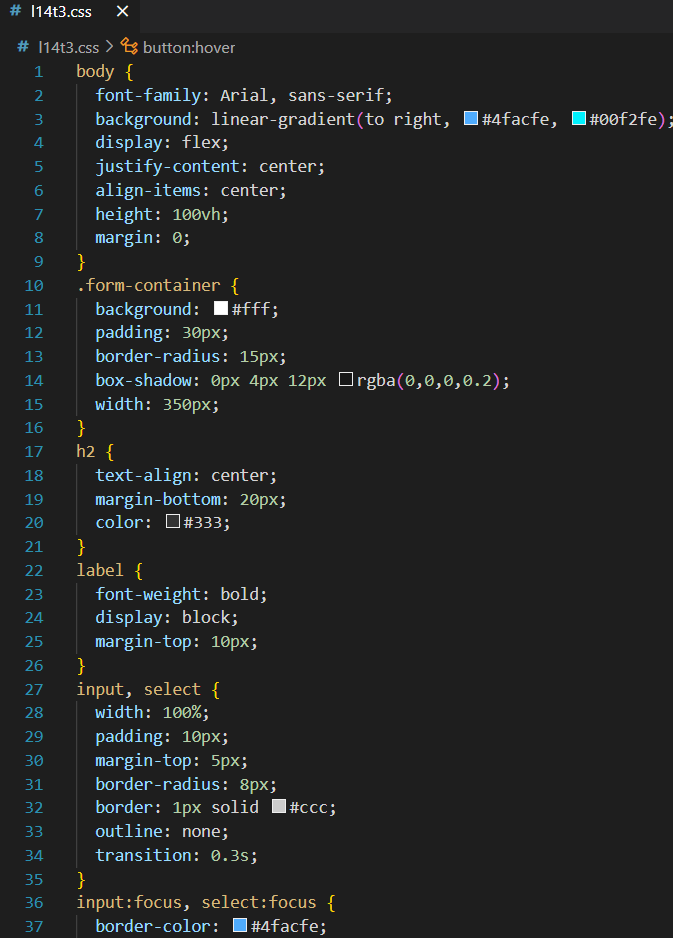 # l14t3.css ×
# l14t3.css > button:hover
1 body {
2 font-family: Arial, sans-serif;
3 background: linear-gradient(to right, #4facfe, #00f2fe);
4 display: flex;
5 justify-content: center;
6 align-items: center;
7 height: 100vh;
8 margin: 0;
9 }
10 .form-container {
11 background: #fff;
12 padding: 30px;
13 border-radius: 15px;
14 box-shadow: 0px 4px 12px rgba(0,0,0,0.2);
15 width: 350px;
16 }
17 h2 {
18 text-align: center;
19 margin-bottom: 20px;
20 color: #333;
21 }
22 label {
23 font-weight: bold;
24 display: block;
25 margin-top: 10px;
26 }
27 input, select {
28 width: 100%;
29 padding: 10px;
30 margin-top: 5px;
31 border-radius: 8px;
32 border: 1px solid #ccc;
33 outline: none;
34 transition: 0.3s;
35 }
36 input:focus, select:focus {
37 border-color: #4facfe;